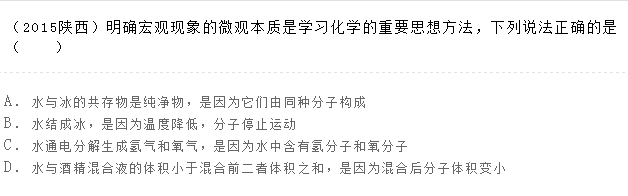 （2015陕西）明确宏观现象的微观本质是学习化学的重要思想方法，下列说法正确的是
（　　）
A. 水与冰的共存物是纯净物，是因为它们由同种分子构成
B. 水结成冰，是因为温度降低，分子停止运动
C. 水通电分解生成氢气和氧气，是因为水中含有氢分子和氧分子
D. 水与酒精混合液的体积小于混合前二者体积之和，是因为混合后分子体积变小